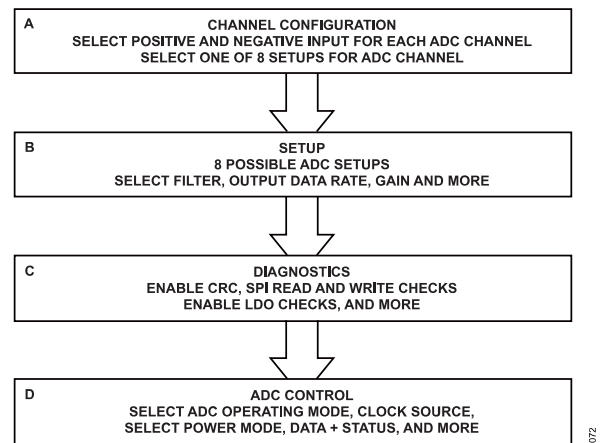 A
CHANNEL CONFIGURATION
SELECT POSITIVE AND NEGATIVE INPUT FOR EACH ADC CHANNEL
SELECT ONE OF 8 SETUPS FOR ADC CHANNEL
B
SETUP
8 POSSIBLE ADC SETUPS
SELECT FILTER, OUTPUT DATA RATE, GAIN AND MORE
C
DIAGNOSTICS
ENABLE CRC, SPI READ AND WRITE CHECKS
ENABLE LDO CHECKS, AND MORE
D
ADC CONTROL
SELECT ADC OPERATING MODE, CLOCK SOURCE,
SELECT POWER MODE, DATA + STATUS, AND MORE
072